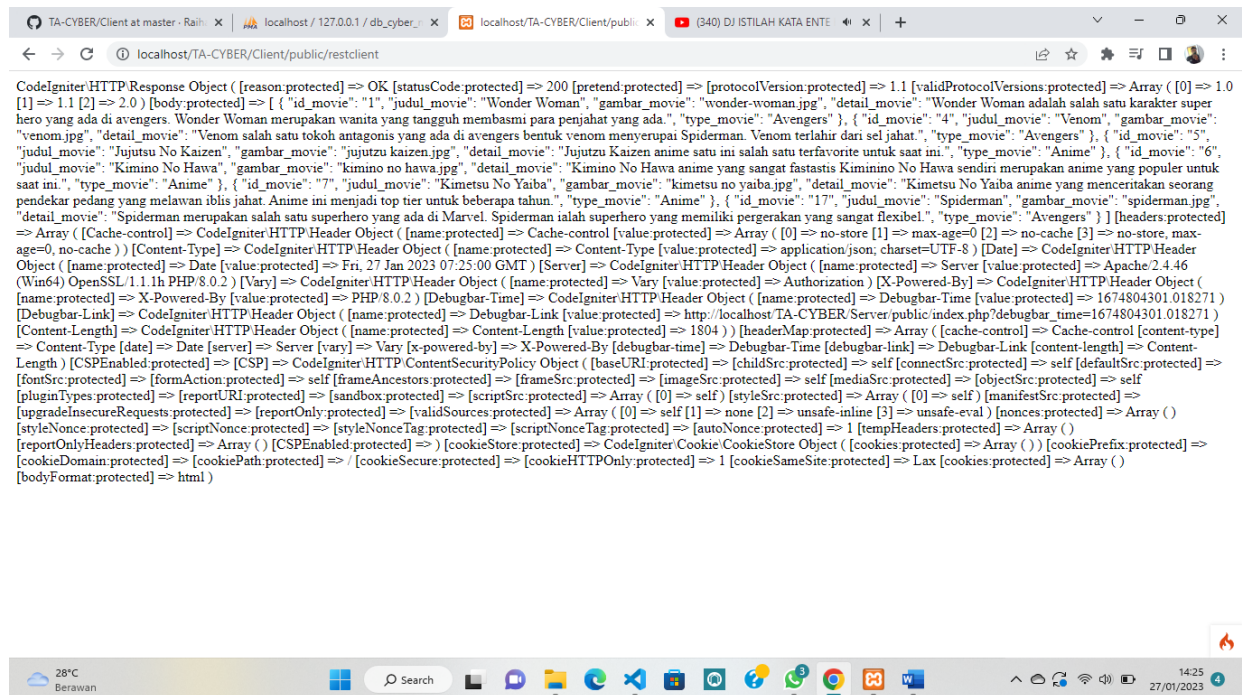 TA-CYBER/Client at master · Raiha
localhost / 127.0.0.1 / db_cyber_
localhost/TA-CYBER/Client/public
(340) DJ ISTILAH KATA ENTE
localhost/TA-CYBER/Client/public/restclient
CodeIgniter\HTTP\Response Object ( [reason:protected] => OK [statusCode:protected] => 200 [pretend:protected] => [protocolVersion:protected] => 1.1 [validProtocolVersions:protected] => Array ( [0] => 1.0
[1] => 1.1 [2] => 2.0 ) [body:protected] => [ { "id_movie": "1", "judul_movie": "Wonder Woman", "gambar_movie": "wonder-woman.jpg", "detail_movie": "Wonder Woman adalah salah satu karakter super
hero yang ada di avengers. Wonder Woman merupakan wanita yang tangguh membasmi para penjahat yang ada.", "type_movie": "Avengers" }, { "id_movie": "4", "judul_movie": "Venom", "gambar_movie":
"venom.jpg", "detail_movie": "Venom salah satu tokoh antagonis yang ada di avengers bentuk venom menyerupai Spiderman. Venom terlahir dari sel jahat.", "type_movie": "Avengers" }, { "id_movie": "5",
"judul_movie": "Jujutsu No Kaizen", "gambar_movie": "jujutzu kaizen.jpg", "detail_movie": "Jujutzu Kaizen anime satu ini salah satu terfavorite untuk saat ini.", "type_movie": "Anime" }, { "id_movie": "6",
"judul_movie": "Kimino No Hawa", "gambar_movie": "kimino no hawa.jpg", "detail_movie": "Kimino No Hawa anime yang sangat fastastis Kiminino No Hawa sendiri merupakan anime yang populer untuk
saat ini.", "type_movie": "Anime" }, { "id_movie": "7", "judul_movie": "Kimetsu No Yaiba", "gambar_movie": "kimetsu no yaiba.jpg", "detail_movie": "Kimetsu No Yaiba anime yang menceritakan seorang
pendekar pedang yang melawan iblis jahat. Anime ini menjadi top tier untuk beberapa tahun.", "type_movie": "Anime" }, { "id_movie": "17", "judul_movie": "Spiderman", "gambar_movie": "spiderman.jpg",
"detail_movie": "Spiderman merupakan salah satu superhero yang ada di Marvel. Spiderman ialah superhero yang memiliki pergerakan yang sangat flexibel.", "type_movie": "Avengers" } ] [headers:protected]
=> Array ( [Cache-control] => CodeIgniter\HTTP\Header Object ( [name:protected] => Cache-control [value:protected] => Array ( [0] => no-store [1] => max-age=0 [2] => no-cache [3] => no-store, max-
age=0, no-cache ) ) [Content-Type] => CodeIgniter\HTTP\Header Object ( [name:protected] => Content-Type [value:protected] => application/json; charset=UTF-8 ) [Date] => CodeIgniter\HTTP\Header
Object ( [name:protected] => Date [value:protected] => Fri, 27 Jan 2023 07:25:00 GMT ) [Server] => CodeIgniter\HTTP\Header Object ( [name:protected] => Server [value:protected] => Apache/2.4.46
(Win64) OpenSSL/1.1.1h PHP/8.0.2 ) [Vary] => CodeIgniter\HTTP\Header Object ( [name:protected] => Vary [value:protected] => Authorization ) [X-Powered-By] => CodeIgniter\HTTP\Header Object (
[name:protected] => X-Powered-By [value:protected] => PHP/8.0.2 ) [Debugbar-Time] => CodeIgniter\HTTP\Header Object ( [name:protected] => Debugbar-Time [value:protected] => 1674804301.018271 )
[Debugbar-Link] => CodeIgniter\HTTP\Header Object ( [name:protected] => Debugbar-Link [value:protected] => http://localhost/TA-CYBER/Server/public/index.php?debugbar_time=1674804301.018271 )
[Content-Length] => CodeIgniter\HTTP\Header Object ( [name:protected] => Content-Length [value:protected] => 1804 ) ) [headerMap:protected] => Array ( [cache-control] => Cache-control [content-type]
=> Content-Type [date] => Date [server] => Server [vary] => Vary [x-powered-by] => X-Powered-By [debugbar-time] => Debugbar-Time [debugbar-link] => Debugbar-Link [content-length] => Content-
Length ) [CSPEnabled:protected] => [CSP] => CodeIgniter\HTTP\ContentSecurityPolicy Object ( [baseURI:protected] => [childSrc:protected] => self [connectSrc:protected] => self [defaultSrc:protected] =>
[fontSrc:protected] => [formAction:protected] => self [frameAncestors:protected] => [frameSrc:protected] => [imageSrc:protected] => self [mediaSrc:protected] => [objectSrc:protected] => self
[pluginTypes:protected] => [reportURI:protected] => [sandbox:protected] => [scriptSrc:protected] => Array ( [0] => self ) [styleSrc:protected] => Array ( [0] => self ) [manifestSrc:protected] =>
[upgradeInsecureRequests:protected] => [reportOnly:protected] => [validSources:protected] => Array ( [0] => self [1] => none [2] => unsafe-inline [3] => unsafe-eval ) [nonces:protected] => Array ( )
[styleNonce:protected] => [scriptNonce:protected] => [styleNonceTag:protected] => [scriptNonceTag:protected] => [autoNonce:protected] => 1 [tempHeaders:protected] => Array ( )
[reportOnlyHeaders:protected] => Array ( ) [CSPEnabled:protected] => ) [cookieStore:protected] => CodeIgniter\Cookie\CookieStore Object ( [cookies:protected] => Array ( ) ) [cookiePrefix:protected] =>
[cookieDomain:protected] => [cookiePath:protected] => / [cookieSecure:protected] => [cookieHTTPOnly:protected] => 1 [cookieSameSite:protected] => Lax [cookies:protected] => Array ( )
[bodyFormat:protected] => html )
28°C
Berawan
Search
3
14:25
27/01/2023
4